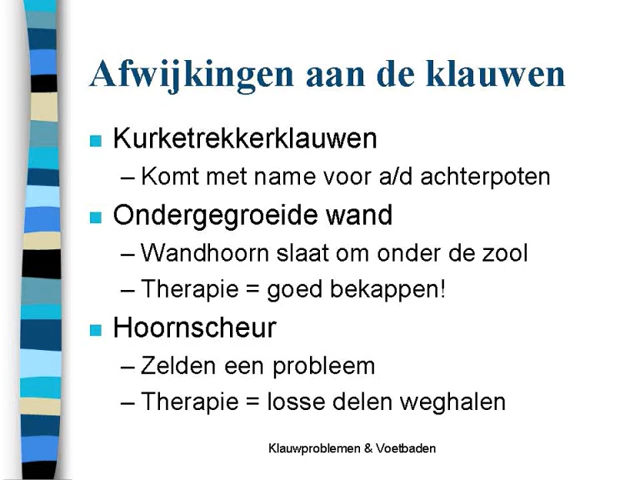 Afwijkingen aan de klauwen
Kurketrekkerklauwen
– Komt met name voor a/d achterpoten
Ondergegroeide wand
– Wandhoorn slaat om onder de zool
– Therapie = goed bekappen!
Hoornscheur
– Zelden een probleem
– Therapie = losse delen weghalen
Klauwproblemen & Voetbaden